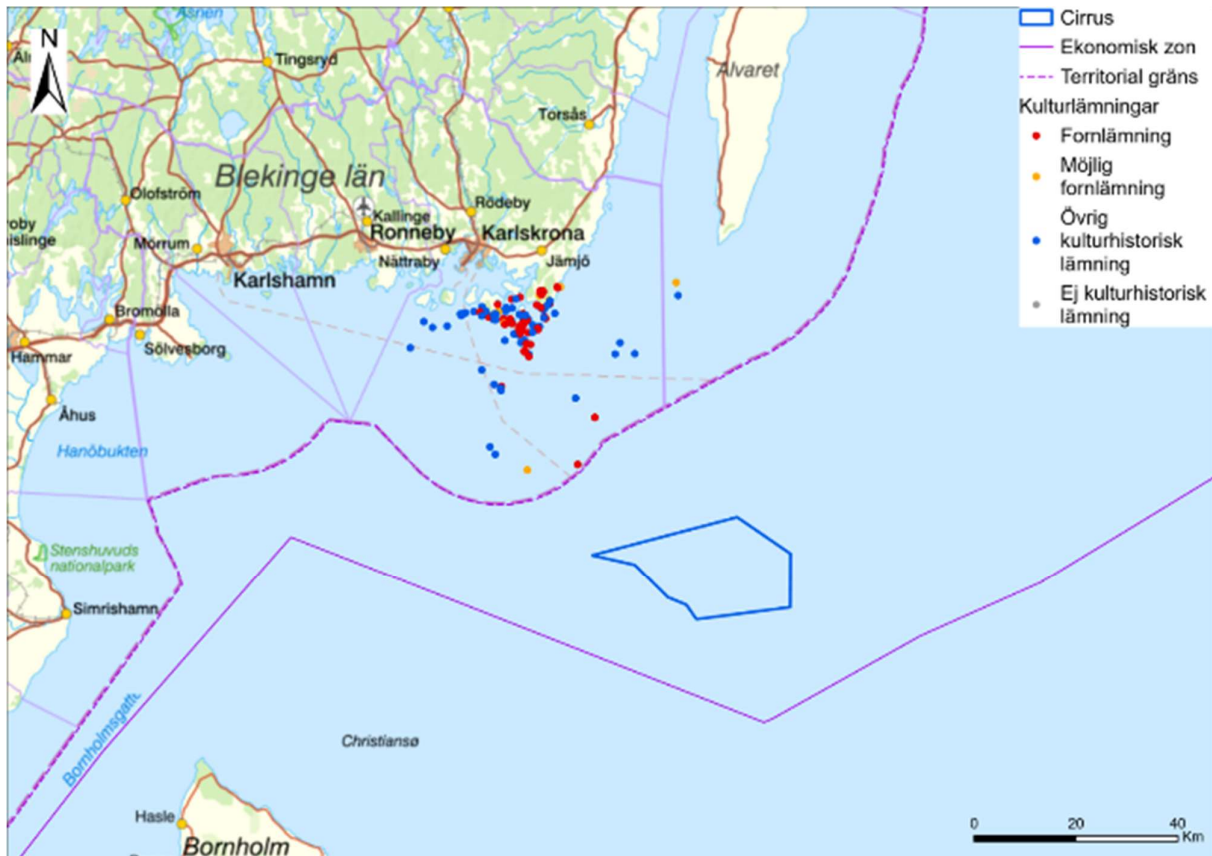 N
Åsnen
Tingsryd
Älvaret
Torsås
Blekinge län
Olofström
Kallinge
Rödeby
Ronneby
Karlskrona
Mörrum
Nättraby
Jämjö
Karlshamn
Bromölla
Sölvesborg
Hammar
Åhus
Hanöbukten
Stenshuvuds
nationalpark
Simrishamn
Bornholmsgattet
Christiansø
Hasle
Bornholm
Cirrus
Ekonomisk zon
Territorial gräns
Kulturlämningar
Fornlämning
Möjlig
fornlämning
Övrig
kulturhistorisk
lämning
Ej kulturhistorisk
lämning
0
20
40
Km